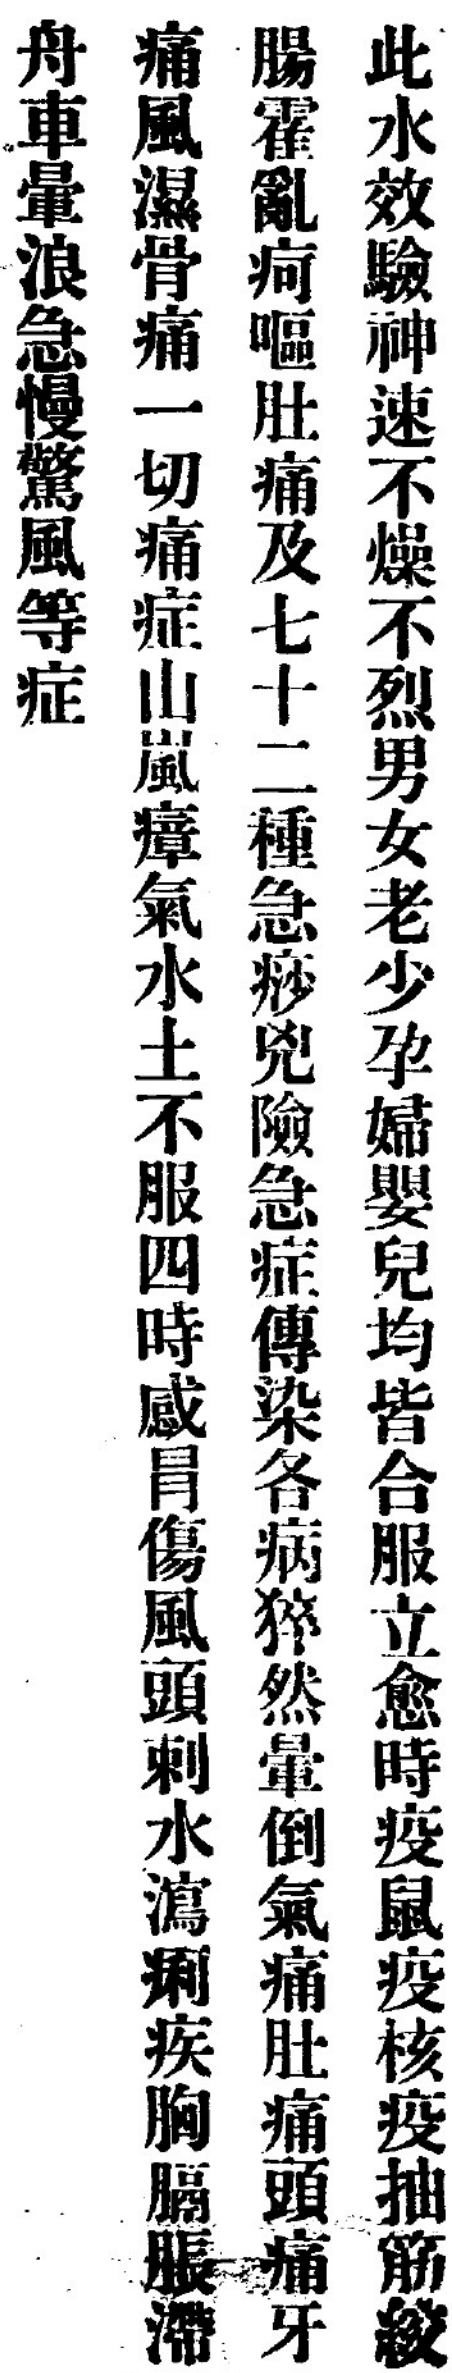 此水效驗神速不燥不烈男女老少孕婦嬰兒均皆合服立愈時疫鼠疫核疫抽筋絞
腸霍亂疴嘔肚痛及七十二種急痧兇險急症傳染各病猝然暈倒氣痛肚痛頭痛牙
痛風濕骨痛一切痛症山嵐瘴氣水土不服四時感冒傷風頭刺水瀉痢疾胸膈脹滯
舟車暈浪急慢驚風等症